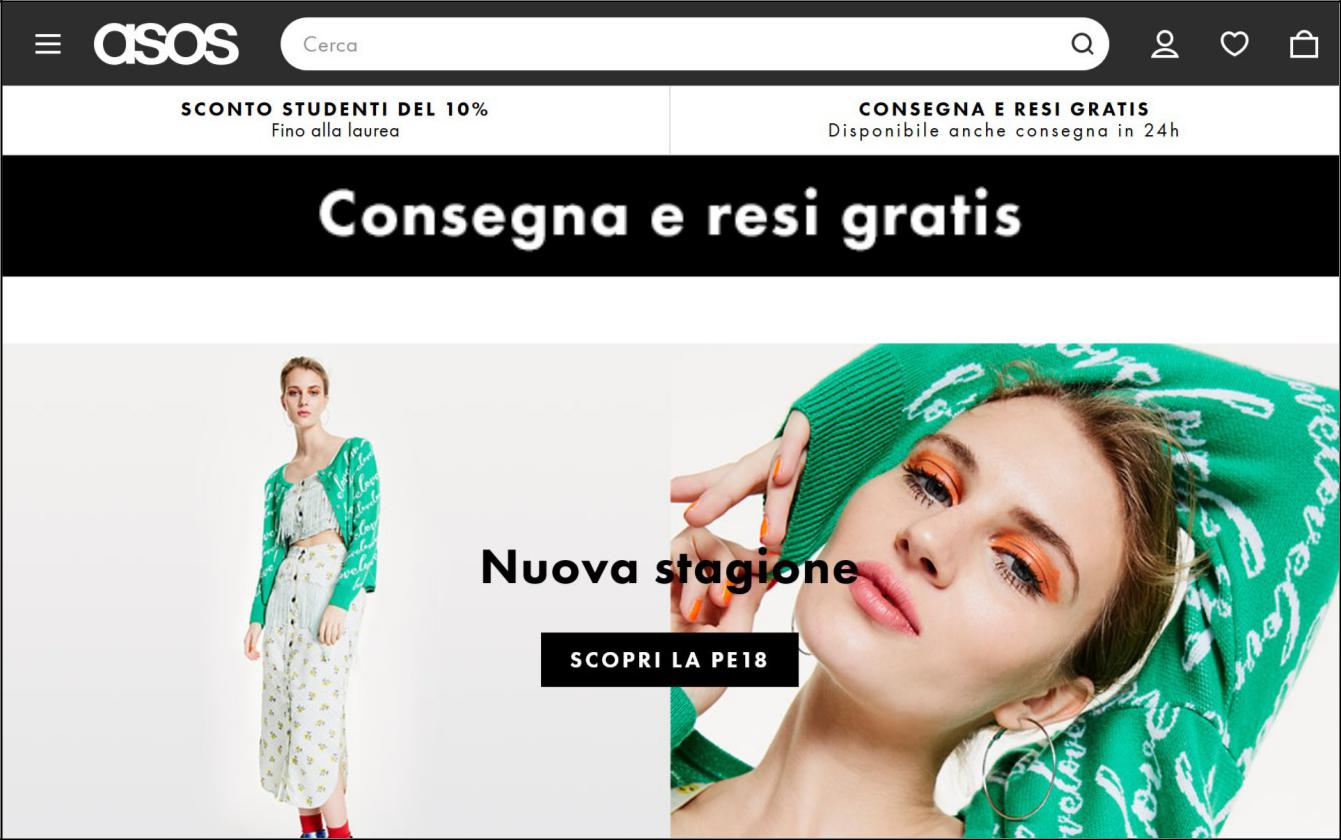 asos
Cerca
SCONTO STUDENTI DEL 10%
Fino alla laurea
CONSEGNA E RESI GRATIS
Disponibile anche consegna in 24h
Consegna e resi gratis
Nuova stagione
SCOPRI LA PE18